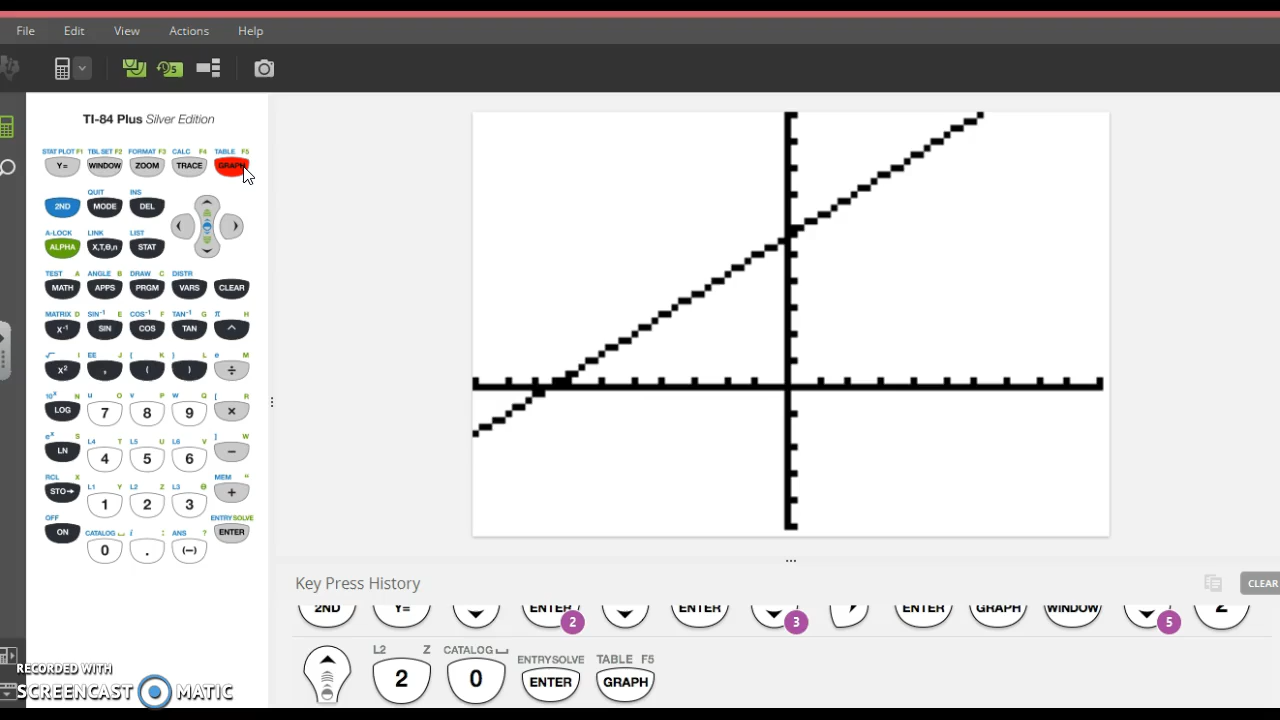 File Edit View Actions Help
TI-84 Plus Silver Edition
STAT PLOT F1 TBL SET F2 FORMAT F3 CALC F4 TABLE F5
Y= WINDOW ZOOM TRACE GRAPH
QUIT INS
2ND MODE DEL
A-LOCK LINK LIST
ALPHA X,T,Θ,n STAT
TEST A ANGLE B DRAW C DISTR
MATH APPS PRGM VARS CLEAR
MATRIX D SIN⁻¹ E COS⁻¹ F TAN⁻¹ G π H
X⁻¹ SIN COS TAN ^
√ I EE J { K } L e M
X² , ( ) ÷
10ˣ N u O v P w Q [ R
LOG 7 8 9 ×
eˣ S L4 T L5 U L6 V ] W
LN 4 5 6 −
RCL X L1 Y L2 Z L3 Θ MEM "
STO→ 1 2 3 +
OFF CATALOG ⎵ i : ANS ? ENTRY SOLVE
ON 0 . (−) ENTER
Key Press History
CLEAR
2ND Y= ENTER 2 ENTER 3 ENTER GRAPH WINDOW 5 2
L2 Z CATALOG ⎵ ENTRY SOLVE TABLE F5
2 0 ENTER GRAPH
RECORDED WITH
SCREENCAST MATIC